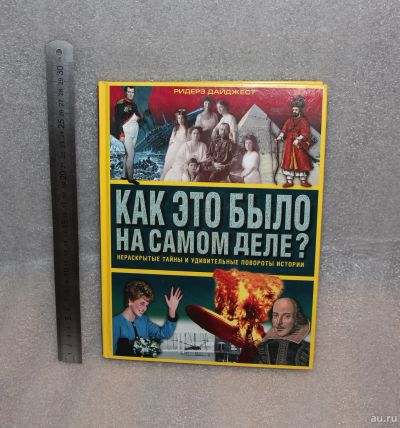 РИДЕРЗ ДАЙДЖЕСТ
КАК ЭТО БЫЛО
НА САМОМ ДЕЛЕ?
НЕРАСКРЫТЫЕ ТАЙНЫ И УДИВИТЕЛЬНЫЕ ПОВОРОТЫ ИСТОРИИ
au.ru